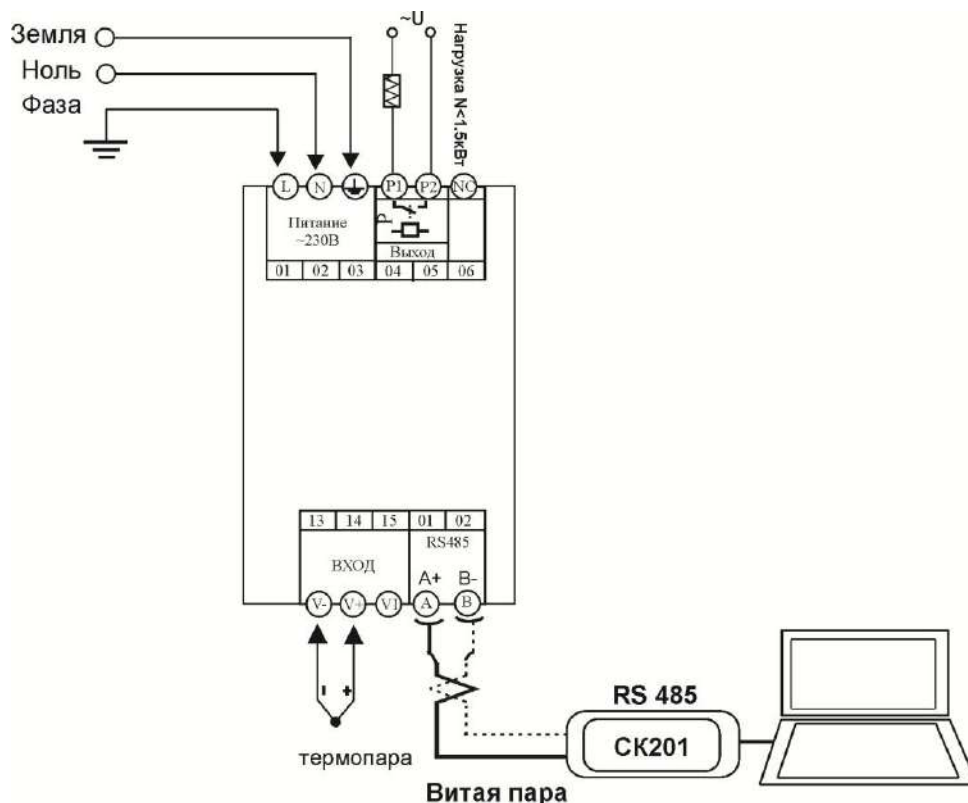 Земля
Ноль
Фаза
~U
Нагрузка N<1.5кВт
L N P1 P2 NC
Питание
~230В
P
Выход
01 02 03 04 05 06
13 14 15 01 02
RS485
ВХОД
A+ B-
V- V+ V1 A B
- +
термопара
RS 485
СК201
Витая пара